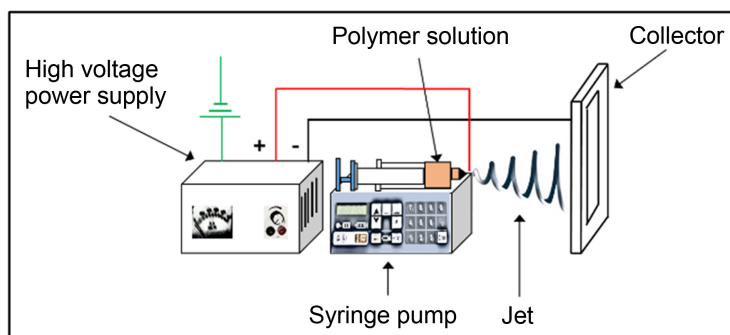 Polymer solution
Collector
High voltage
power supply
+ -
Syringe pump
Jet